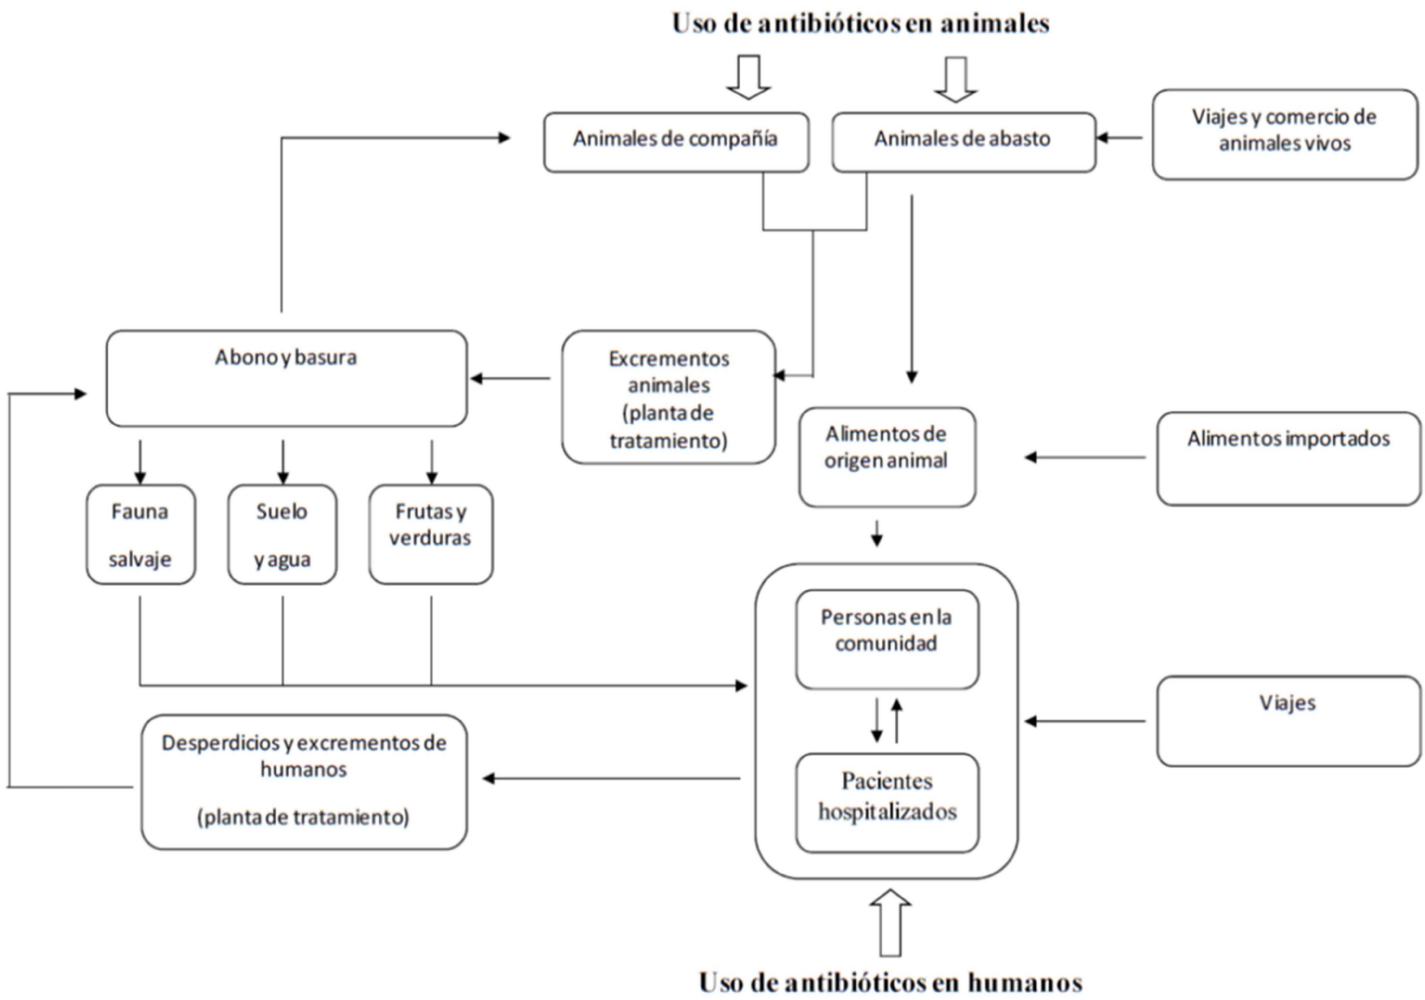 Uso de antibióticos en animales
Animales de compañía
Animales de abasto
Viajes y comercio de
animales vivos
Abono y basura
Excrementos
animales
(planta de
tratamiento)
Alimentos de
origen animal
Alimentos importados
Fauna
salvaje
Suelo
y agua
Frutas y
verduras
Personas en la
comunidad
Viajes
Desperdicios y excrementos de
humanos
(planta de tratamiento)
Pacientes
hospitalizados
Uso de antibióticos en humanos